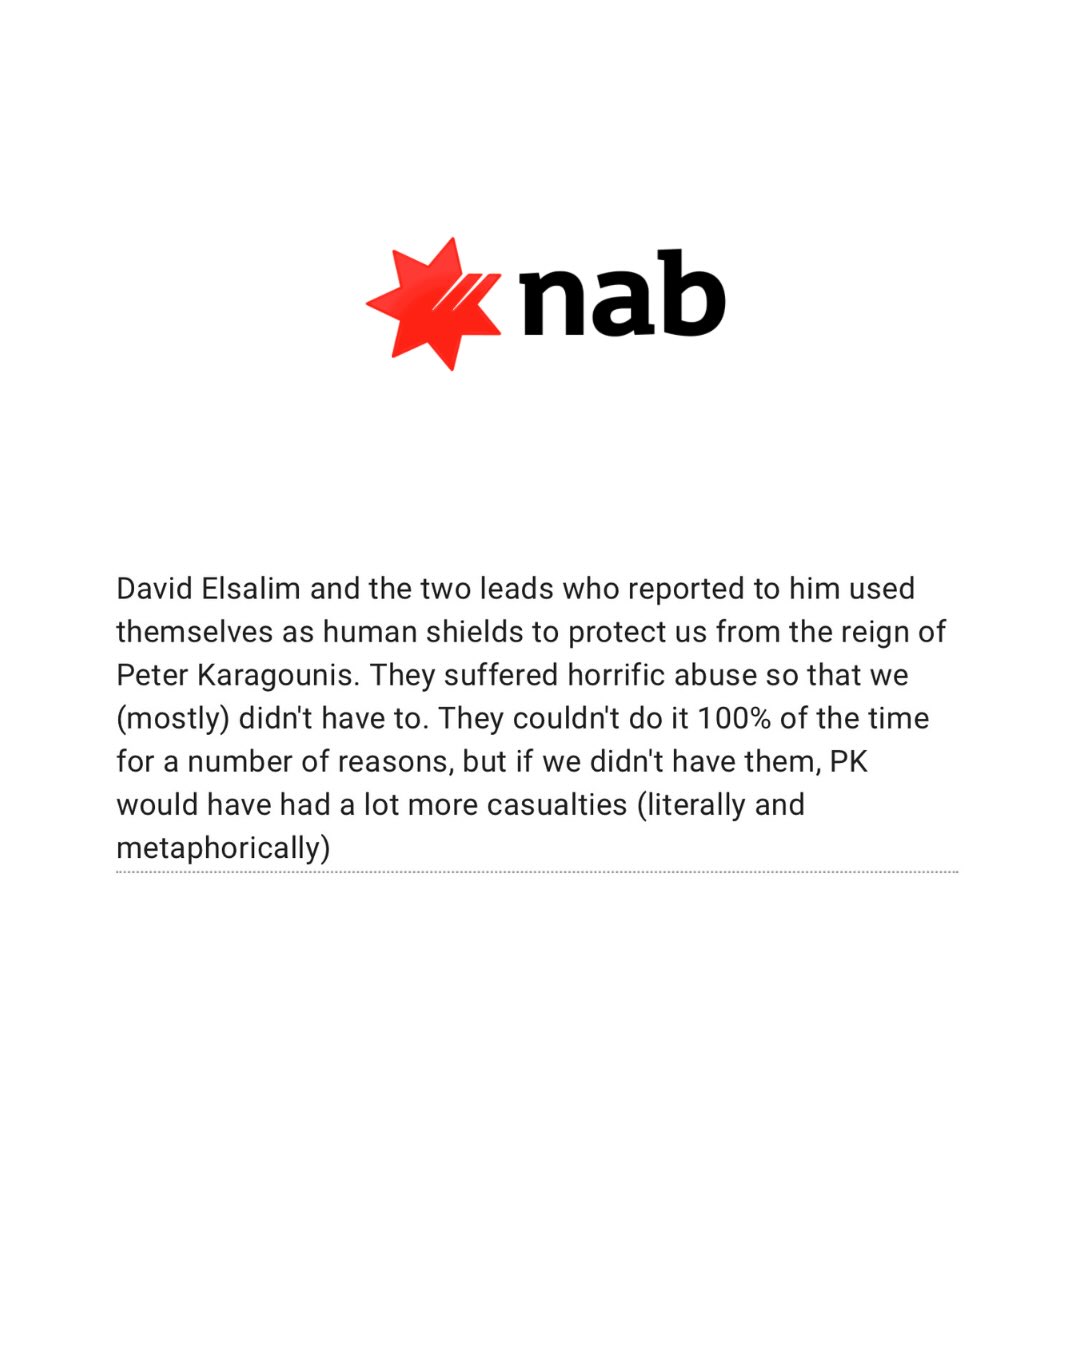 nab
David Elsalim and the two leads who reported to him used
themselves as human shields to protect us from the reign of
Peter Karagounis. They suffered horrific abuse so that we
(mostly) didn't have to. They couldn't do it 100% of the time
for a number of reasons, but if we didn't have them, PK
would have had a lot more casualties (literally and
metaphorically)